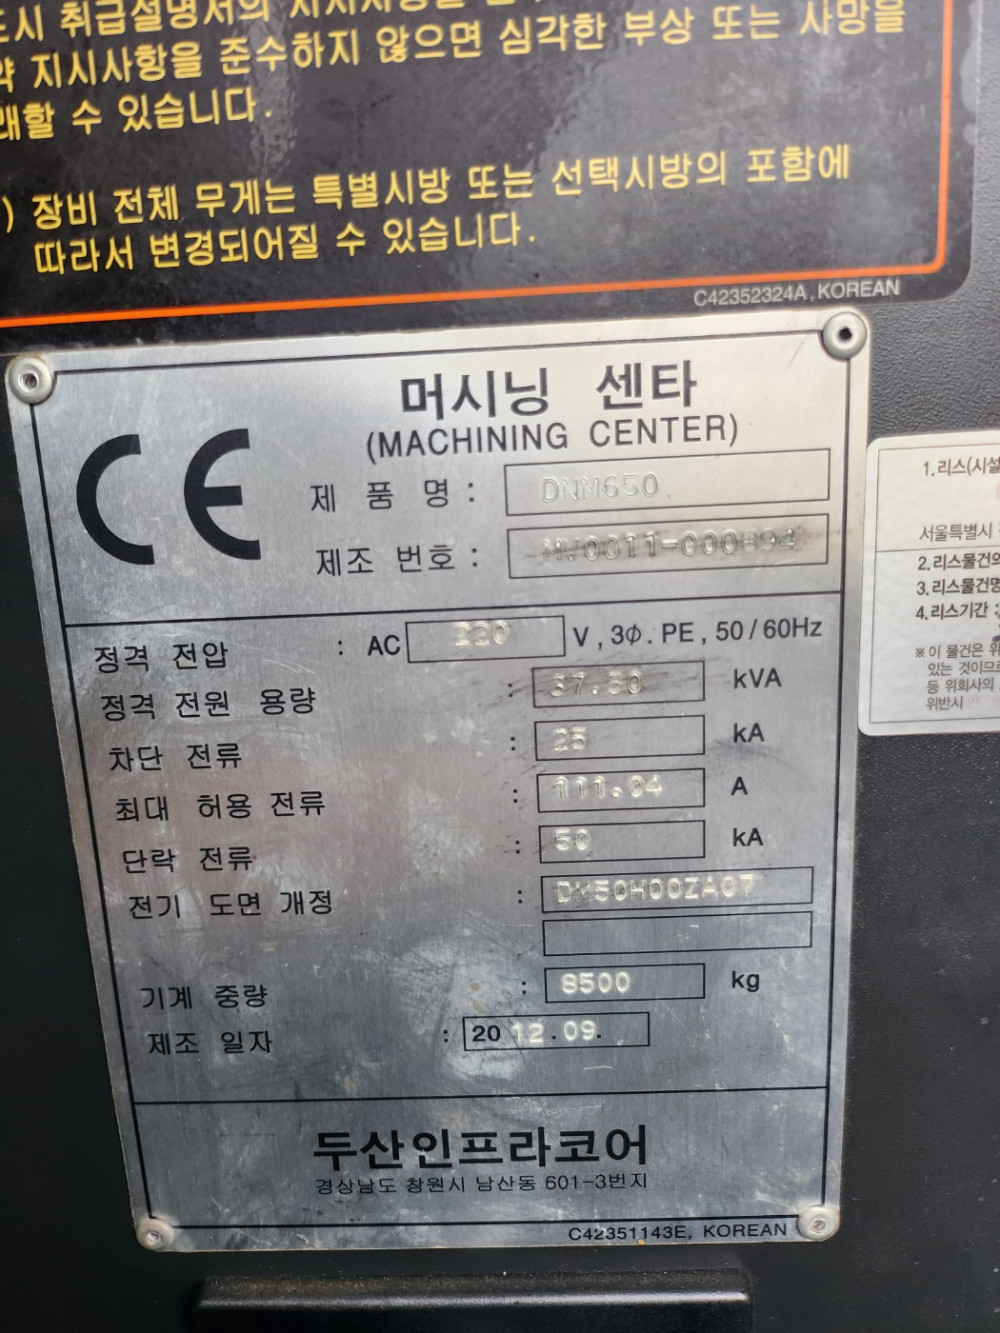 취급설명서의
지시사항을 준수하지 않으면 심각한 부상 또는 사망을
래할 수 있습니다.
) 장비 전체 무게는 특별시방 또는 선택시방의 포함에
따라서 변경되어질 수 있습니다.
C42352324A, KOREAN
머시닝 센타
(MACHINING CENTER)
CE
제 품 명 : DNM650
제조 번호 : MV0011-000894
정격 전압 : AC 220 V , 3Φ . PE , 50 / 60Hz
정격 전원 용량 : 37.50 kVA
차단 전류 : 25 kA
최대 허용 전류 : 111.04 A
단락 전류 : 50 kA
전기 도면 개정 : DM50H00ZA07
기계 중량 : 8500 kg
제조 일자 : 20 12.09.
두산인프라코어
경상남도 창원시 남산동 601-3번지
C42351143E, KOREAN
1.리스(시설
서울특별시
2.리스물건의
3.리스물건명
4.리스기간 :
※이 물건은 위
있는 것이므로
등 위회사의
위반시